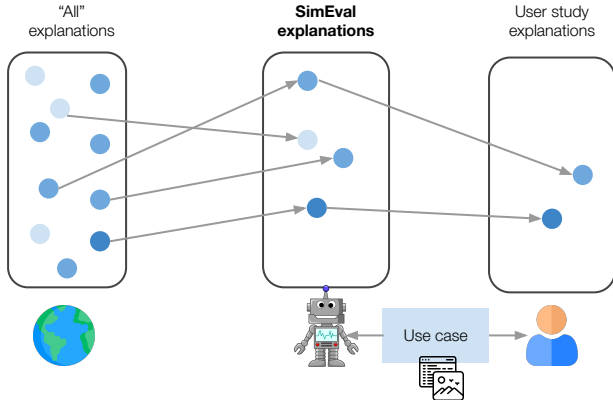 “All”
explanations
SimEval
explanations
User study
explanations
Use case